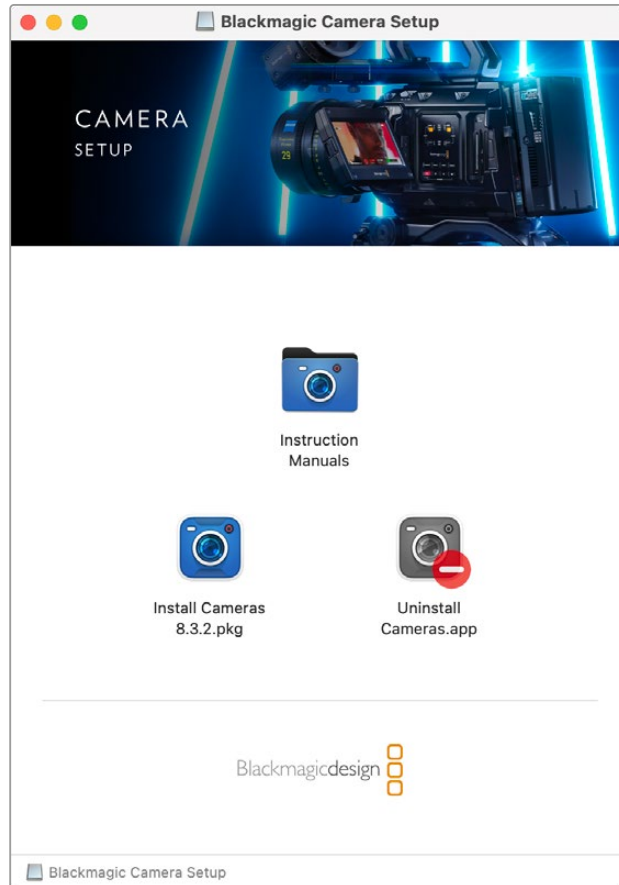 Blackmagic Camera Setup
CAMERA
SETUP
29
Instruction
Manuals
Install Cameras
8.3.2.pkg
Uninstall
Cameras.app
Blackmagicdesign
Blackmagic Camera Setup